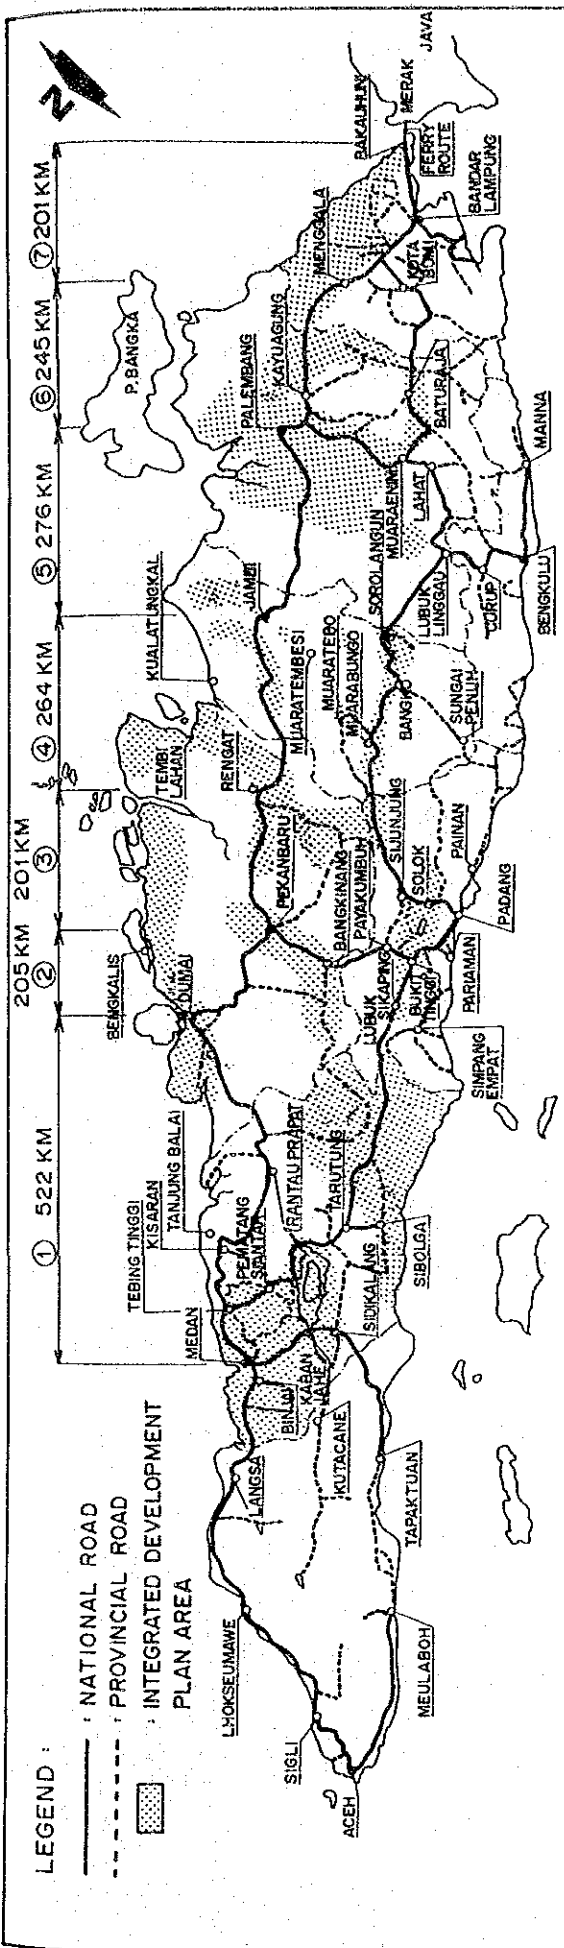 LEGEND :
: NATIONAL ROAD
: PROVINCIAL ROAD
: INTEGRATED DEVELOPMENT
PLAN AREA
N
① 522 KM
② 205 KM
③ 201 KM
④ 264 KM
⑤ 276 KM
⑥ 245 KM
⑦ 201 KM
ACEH
SIGLI
LHOKSEUMAWE
MEULABOH
LANGSA
TAPAKTUAN
KUTACANE
BINJAI
KABAN
JAHE
MEDAN
TEBING TINGGI
KISARAN
TANJUNG BALAI
PEMATANG
SIANTAR
SIDIKALANG
SIBOLGA
TARUTUNG
RANTAU PRAPAT
BENGKALIS
DUMAI
SIMPANG
EMPAT
LUBUK
SIKAPING
BUKIT
TINGGI
PARIAMAN
PADANG
BANGKINANG
PAYAKUMBUH
PEKANBARU
SOLOK
SIJUNJUNG
PAINAN
TEMBI
LAHAN
RENGAT
KUALATUNGKAL
MUARATEMBESI
MUARATEBO
MUARABUNGO
BANGKO
SUNGAI
PENUH
JAMBI
SOROLANGUN
LUBUK
LINGGAU
CURUP
BENGKULU
MUARAENIM
LAHAT
MANNA
P. BANGKA
PALEMBANG
KAYUAGUNG
BATURAJA
MENGGALA
KOTA
BUMI
BANDAR
LAMPUNG
BAKAUHUNI
FERRY
ROUTE
MERAK
JAVA